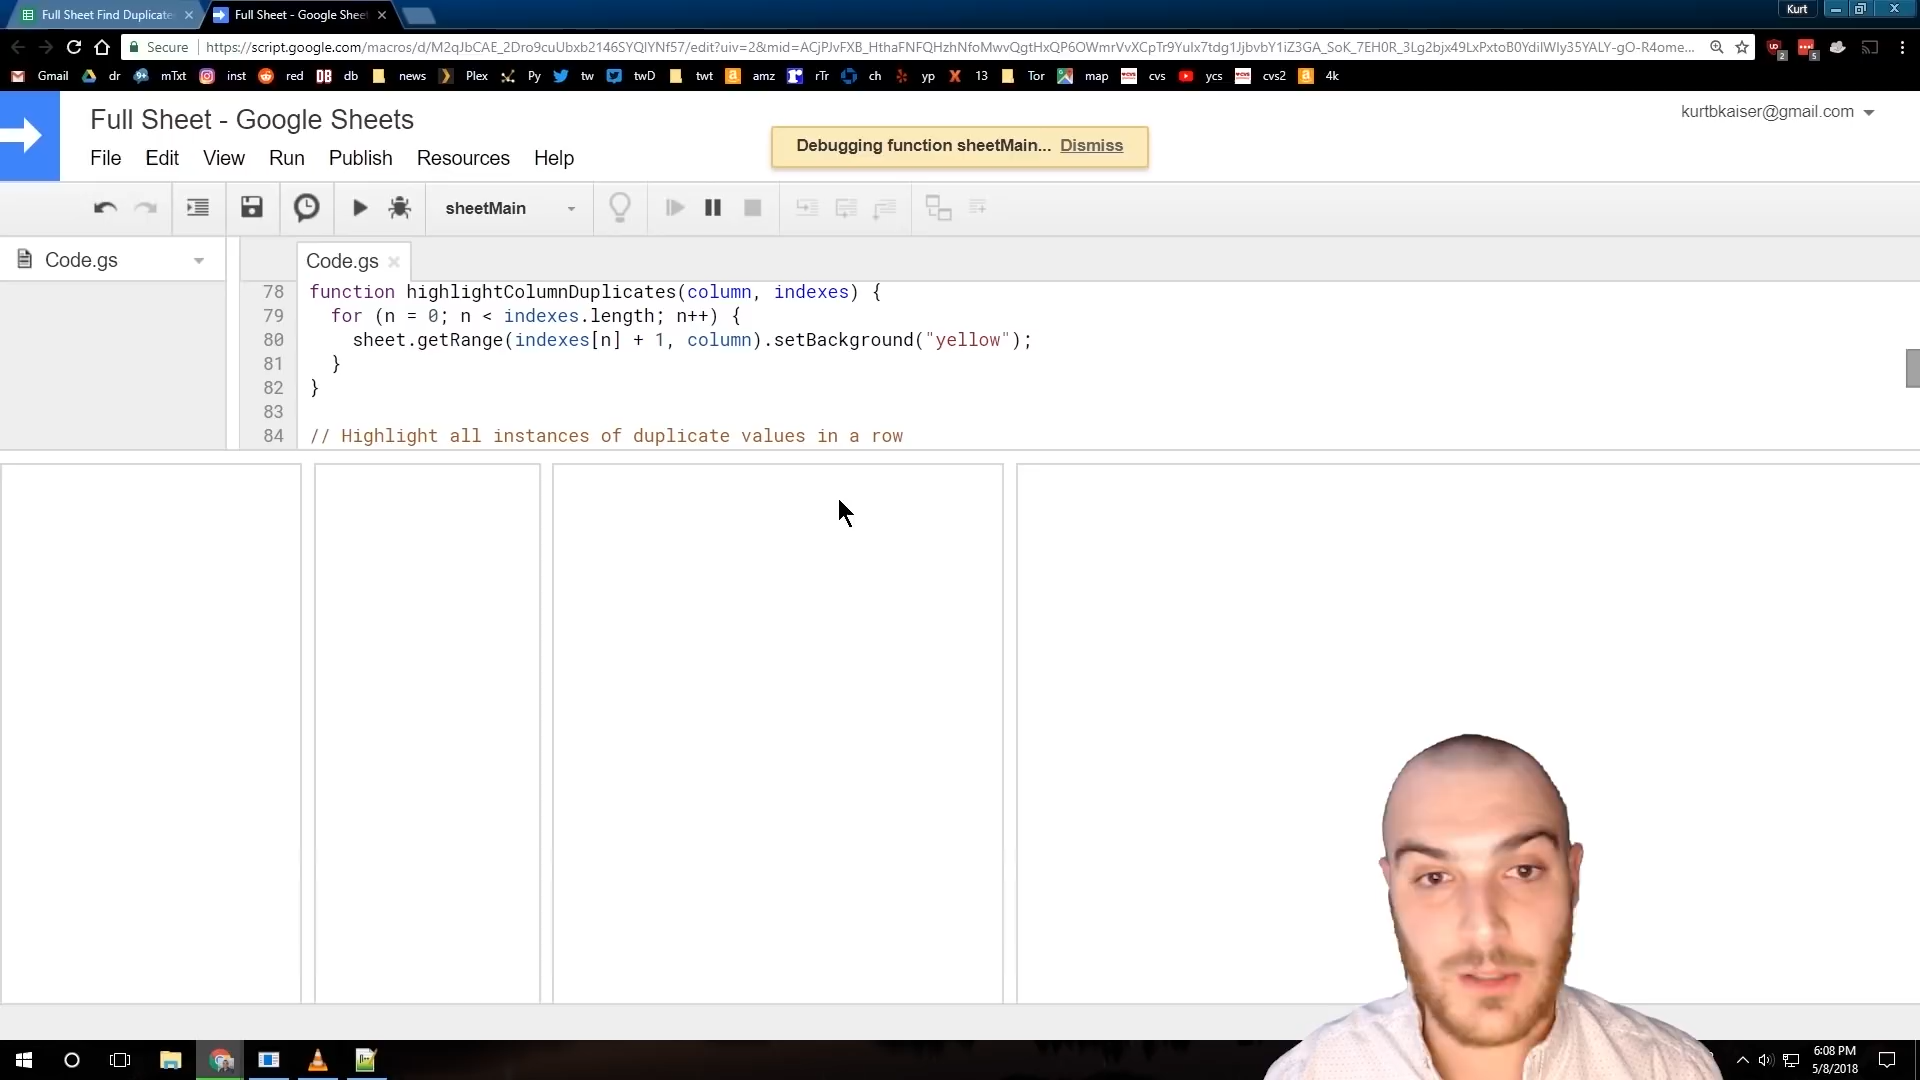 Full Sheet Find Duplicate
Full Sheet - Google Sheet
Kurt
Secure
https://script.google.com/macros/d/M2qJbCAE_2Dro9cuUbxb2146SYQlYNf57/edit?uiv=2&mid=ACjPJvFXB_HthaFNFQHzhNfoMwvQgtHxQP6OWmrVvXCpTr9YuIx7tdg1JjbvbY1iZ3GA_SoK_7EH0R_3Lg2bjx49LxPxtoB0YdilWIy35YALY-gO-R4ome...
2
5
Gmail dr mTxt inst red DB db news Plex Py tw twD twt amz rTr ch yp 13 Tor map cvs ycs cvs2 4k
Full Sheet - Google Sheets
kurtbkaiser@gmail.com
Debugging function sheetMain... Dismiss
File Edit View Run Publish Resources Help
sheetMain
Code.gs
Code.gs
78 function highlightColumnDuplicates(column, indexes) {
79 for (n = 0; n < indexes.length; n++) {
80 sheet.getRange(indexes[n] + 1, column).setBackground("yellow");
81 }
82 }
83
84 // Highlight all instances of duplicate values in a row
6:08 PM
5/8/2018